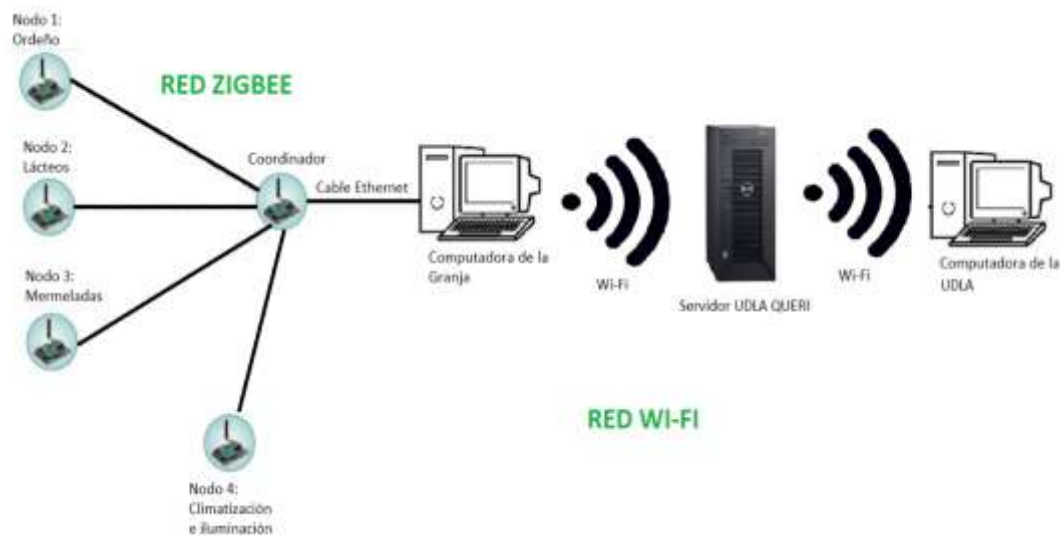 Nodo 1:
Ordeño
RED ZIGBEE
Nodo 2:
Lácteos
Coordinador
Cable Ethernet
Nodo 3:
Mermeladas
Computadora de la
Granja
Wi-Fi
Servidor UDLA QUERI
Wi-Fi
Computadora de la
UDLA
RED WI-FI
Nodo 4:
Climatización
e iluminación